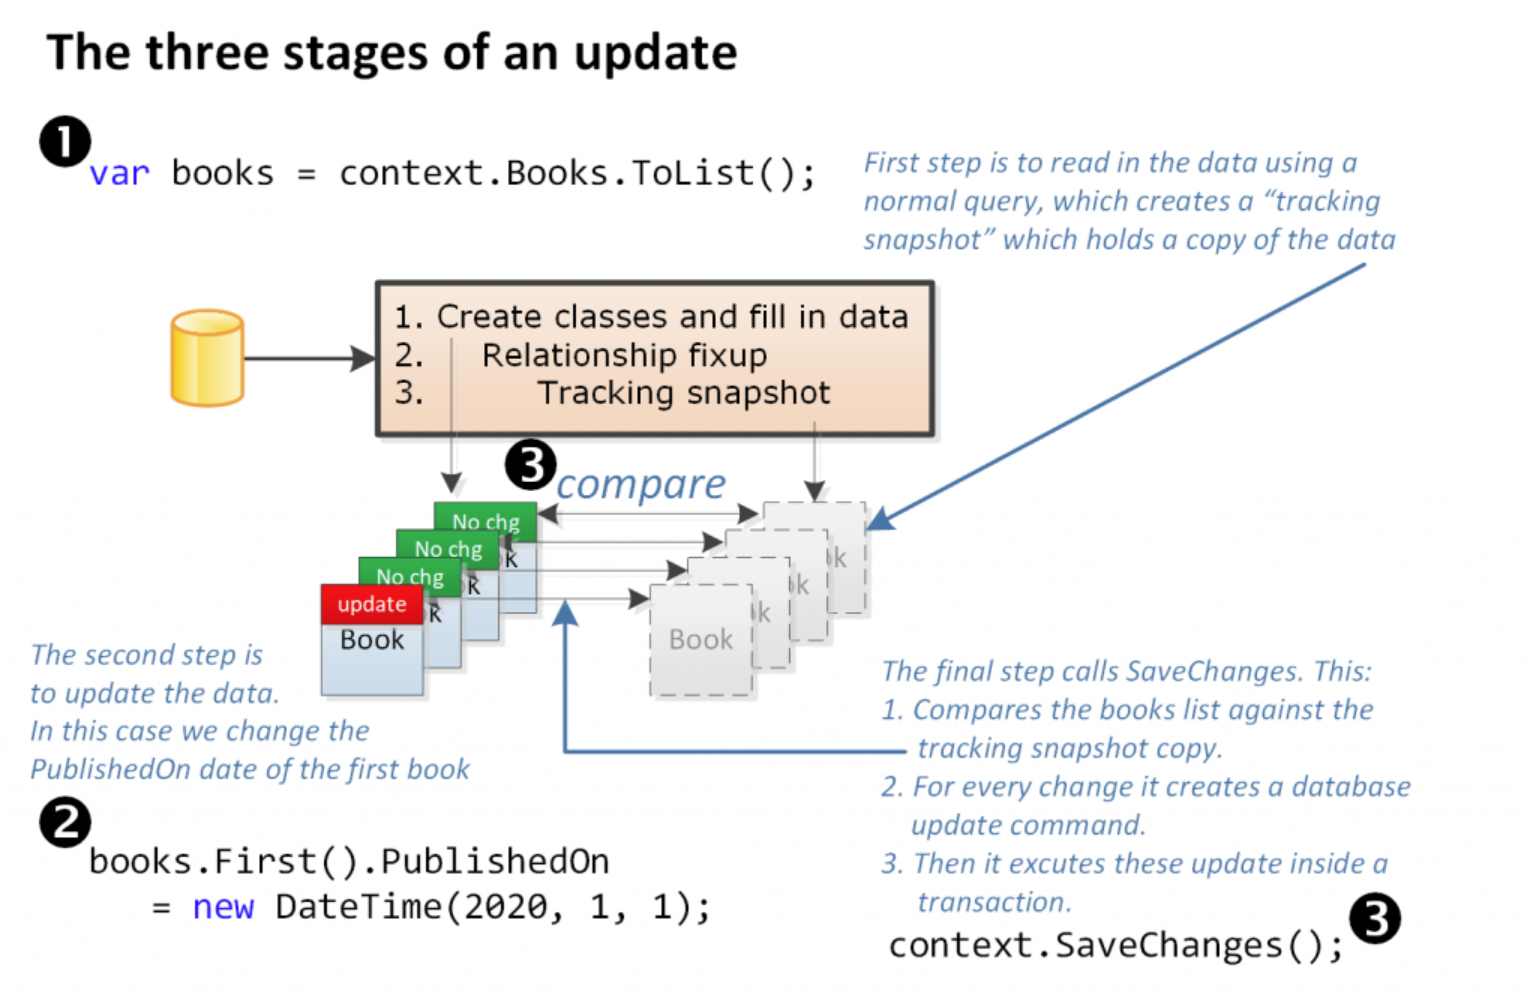 The three stages of an update
1
var books = context.Books.ToList();
First step is to read in the data using a
normal query, which creates a “tracking
snapshot” which holds a copy of the data
1. Create classes and fill in data
2. Relationship fixup
3. Tracking snapshot
3
compare
No chg
No chg
No chg
update
k
k
k
Book
k
k
k
Book
The second step is
to update the data.
In this case we change the
PublishedOn date of the first book
2
books.First().PublishedOn
= new DateTime(2020, 1, 1);
The final step calls SaveChanges. This:
1. Compares the books list against the
tracking snapshot copy.
2. For every change it creates a database
update command.
3. Then it excutes these update inside a
transaction.
context.SaveChanges();
3